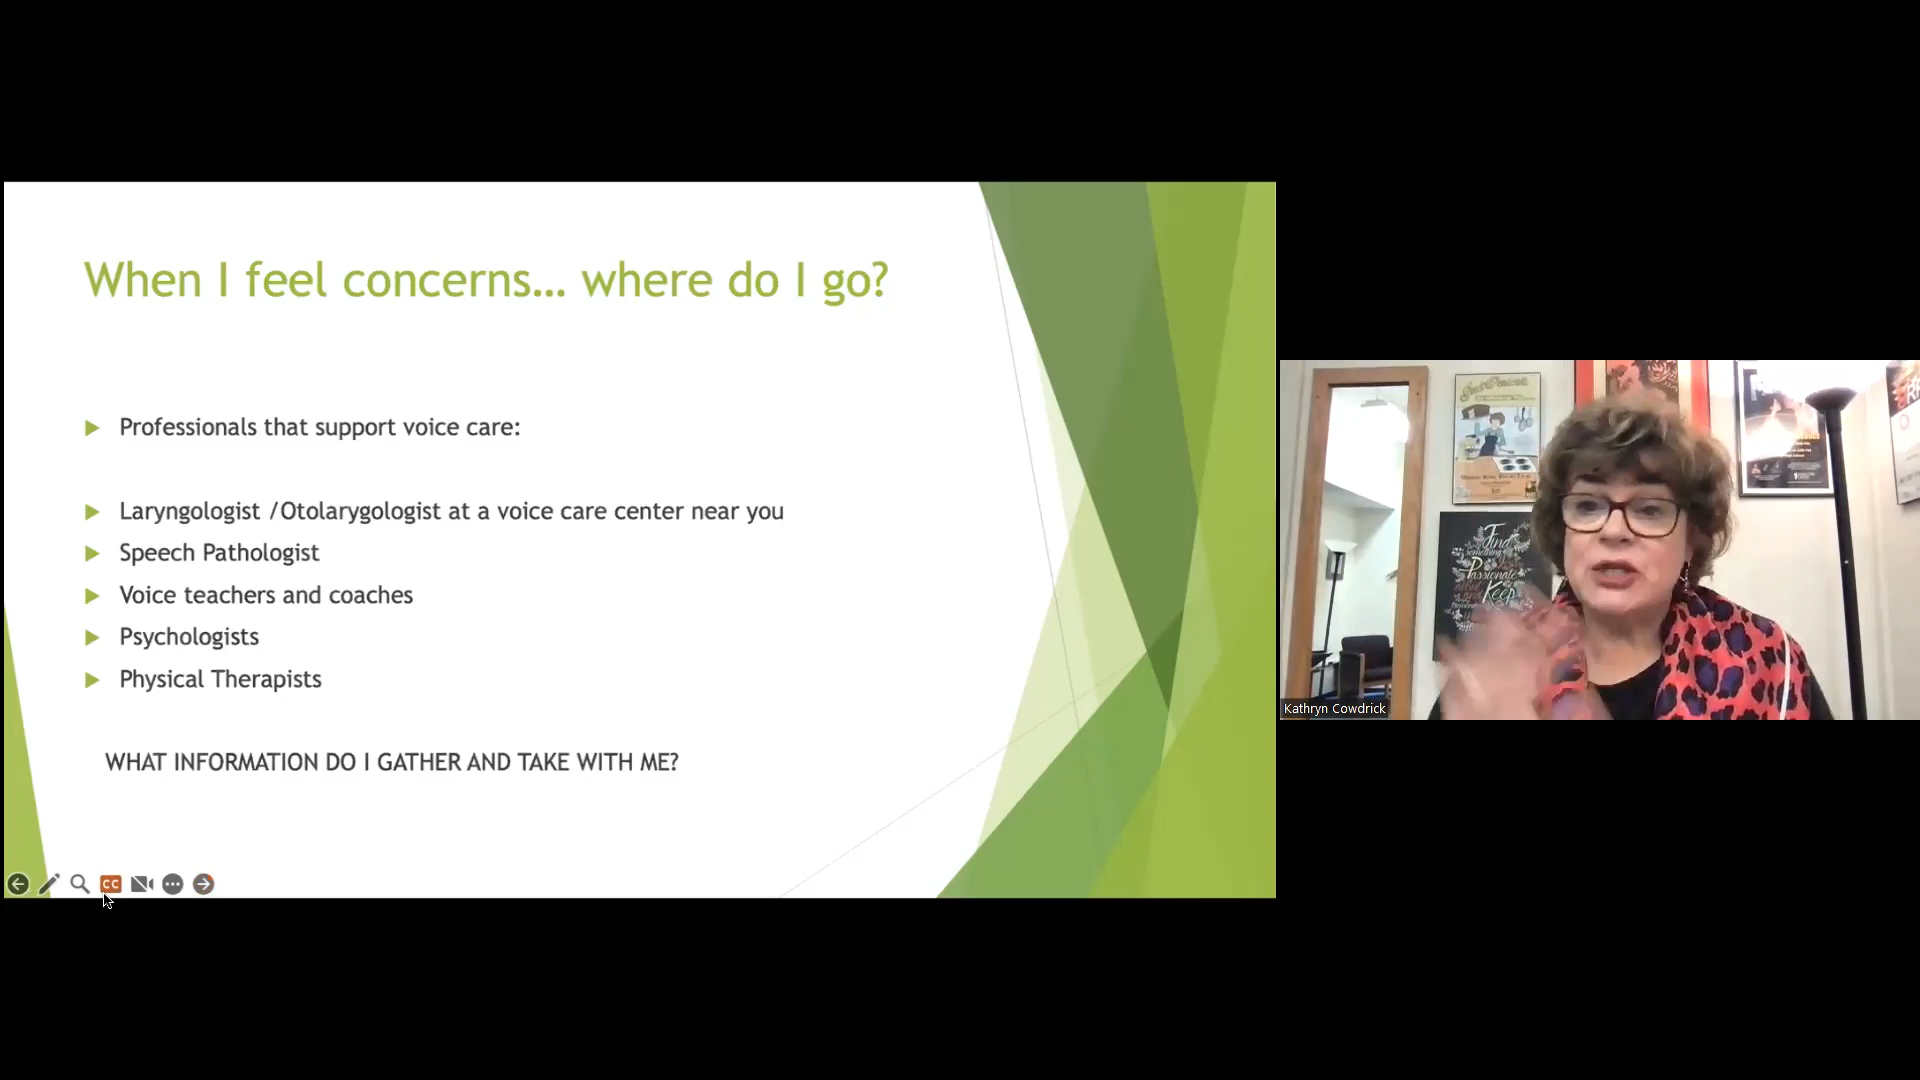 When I feel concerns... where do I go?
Professionals that support voice care:
Laryngologist /Otolarygologist at a voice care center near you
Speech Pathologist
Voice teachers and coaches
Psychologists
Physical Therapists
WHAT INFORMATION DO I GATHER AND TAKE WITH ME?
CC
Find
something
Passionate
Keep
Kathryn Cowdrick